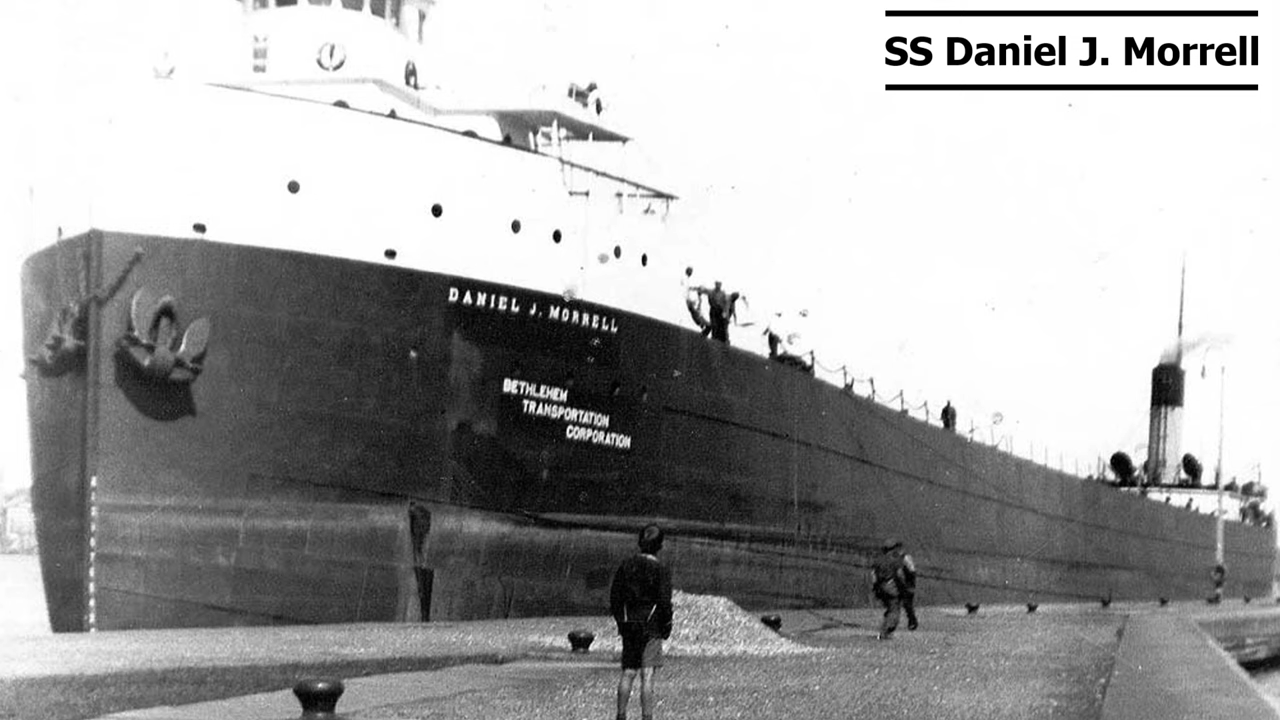 SS Daniel J. Morrell
DANIEL J. MORRELL
BETHLEHEM
TRANSPORTATION
CORPORATION